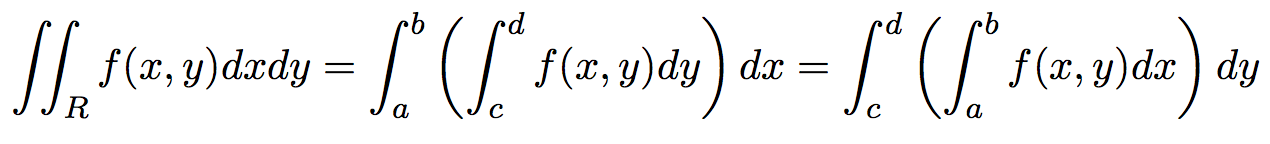 ∬_R f(x, y)dxdy = ∫_a^b (∫_c^d f(x, y)dy) dx = ∫_c^d (∫_a^b f(x, y)dx) dy